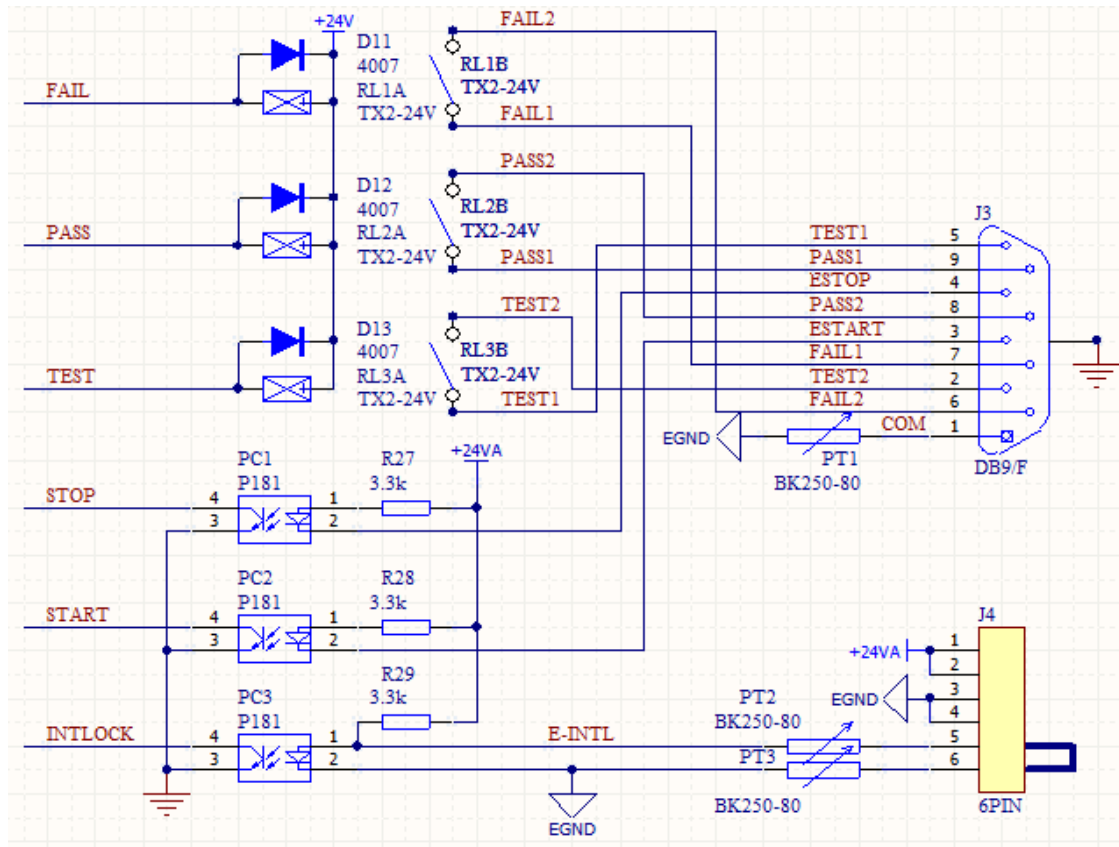 FAIL2
+24V
D11
4007
RL1B
TX2-24V
FAIL
RL1A
TX2-24V
FAIL1
PASS2
D12
4007
RL2B
TX2-24V
PASS
RL2A
TX2-24V
PASS1
TEST2
D13
4007
RL3B
TX2-24V
TEST
RL3A
TX2-24V
TEST1
J3
TEST1 5
PASS1 9
ESTOP 4
PASS2 8
ESTART 3
FAIL1 7
TEST2 2
FAIL2 6
COM 1
EGND
PT1
BK250-80
DB9/F
+24VA
PC1
P181
R27
3.3k
STOP
4 1
3 2
PC2
P181
R28
3.3k
START
4 1
3 2
R29
3.3k
PC3
P181
INTLOCK
4 1
3 2
E-INTL
EGND
PT2
BK250-80
PT3
BK250-80
J4
+24VA
1
2
EGND
3
4
5
6
6PIN